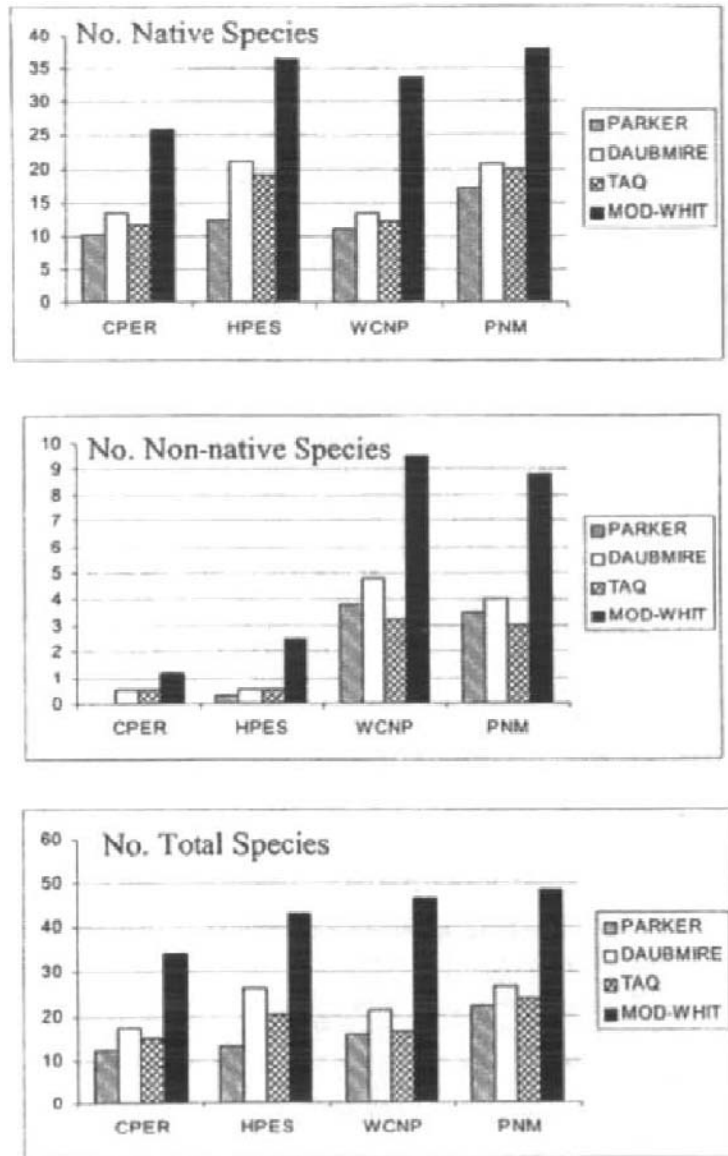 No. Native Species
40
35
30
25
20
15
10
5
0
CPER HPES WCNP PNM
PARKER
DAUBMIRE
TAQ
MOD-WHIT
No. Non-native Species
10
9
8
7
6
5
4
3
2
1
0
CPER HPES WCNP PNM
PARKER
DAUBMIRE
TAQ
MOD-WHIT
No. Total Species
60
50
40
30
20
10
0
CPER HPES WCNP PNM
PARKER
DAUBMIRE
TAQ
MOD-WHIT